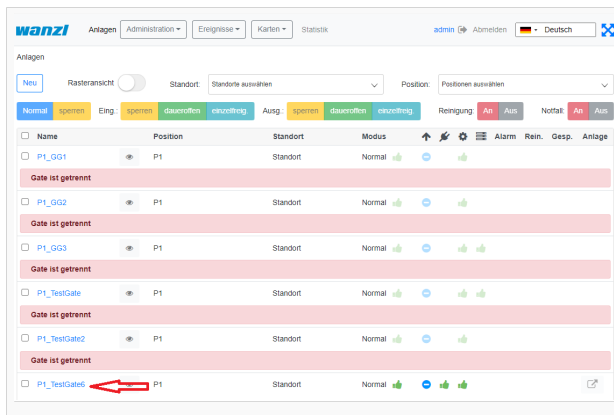 wanzl Anlagen Administration Ereignisse Karten Statistik admin Abmelden Deutsch
Anlagen
Neu Rasteransicht Standort: Standorte auswählen Position: Positionen auswählen
Normal sperren Eing.: sperren daueroffen einzelfreig. Ausg.: sperren daueroffen einzelfreig. Reinigung: An Aus Notfall: An Aus
Name Position Standort Modus Alarm Rein. Gesp. Anlage
P1_GG1 P1 Standort Normal
Gate ist getrennt
P1_GG2 P1 Standort Normal
Gate ist getrennt
P1_GG3 P1 Standort Normal
Gate ist getrennt
P1_TestGate P1 Standort Normal
Gate ist getrennt
P1_TestGate2 P1 Standort Normal
Gate ist getrennt
P1_TestGate6 P1 Standort Normal